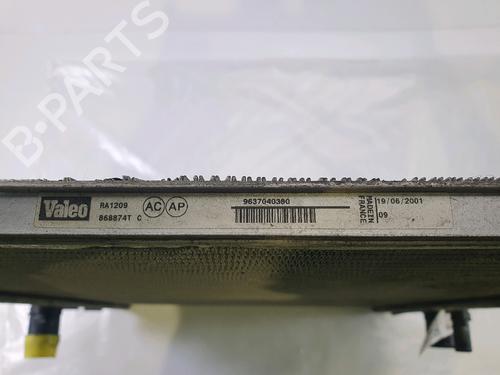 B-PARTS
Valeo
RA1209
868874T C
AC AP
9637040380
MADE IN FRANCE
19/06/2001
09